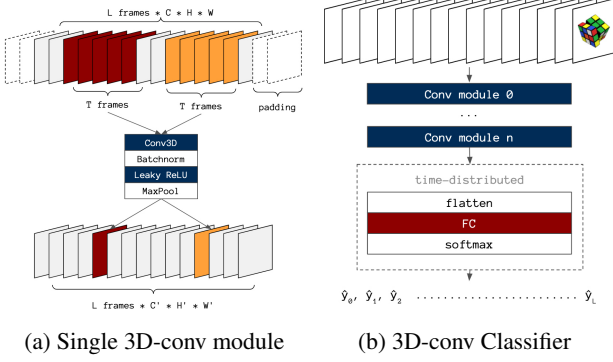 L frames * C * H * W
T frames
T frames
padding
Conv3D
Batchnorm
Leaky ReLU
MaxPool
L frames * C' * H' * W'
(a) Single 3D-conv module
Conv module 0
...
Conv module n
time-distributed
flatten
FC
softmax
ŷ₀, ŷ₁, ŷ₂ ................................ ŷ_L
(b) 3D-conv Classifier